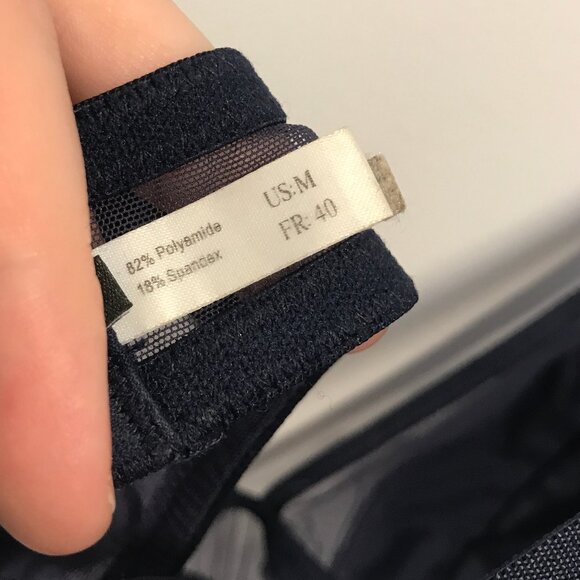 US:M
FR: 40
82% Polyamide
18% Spandex